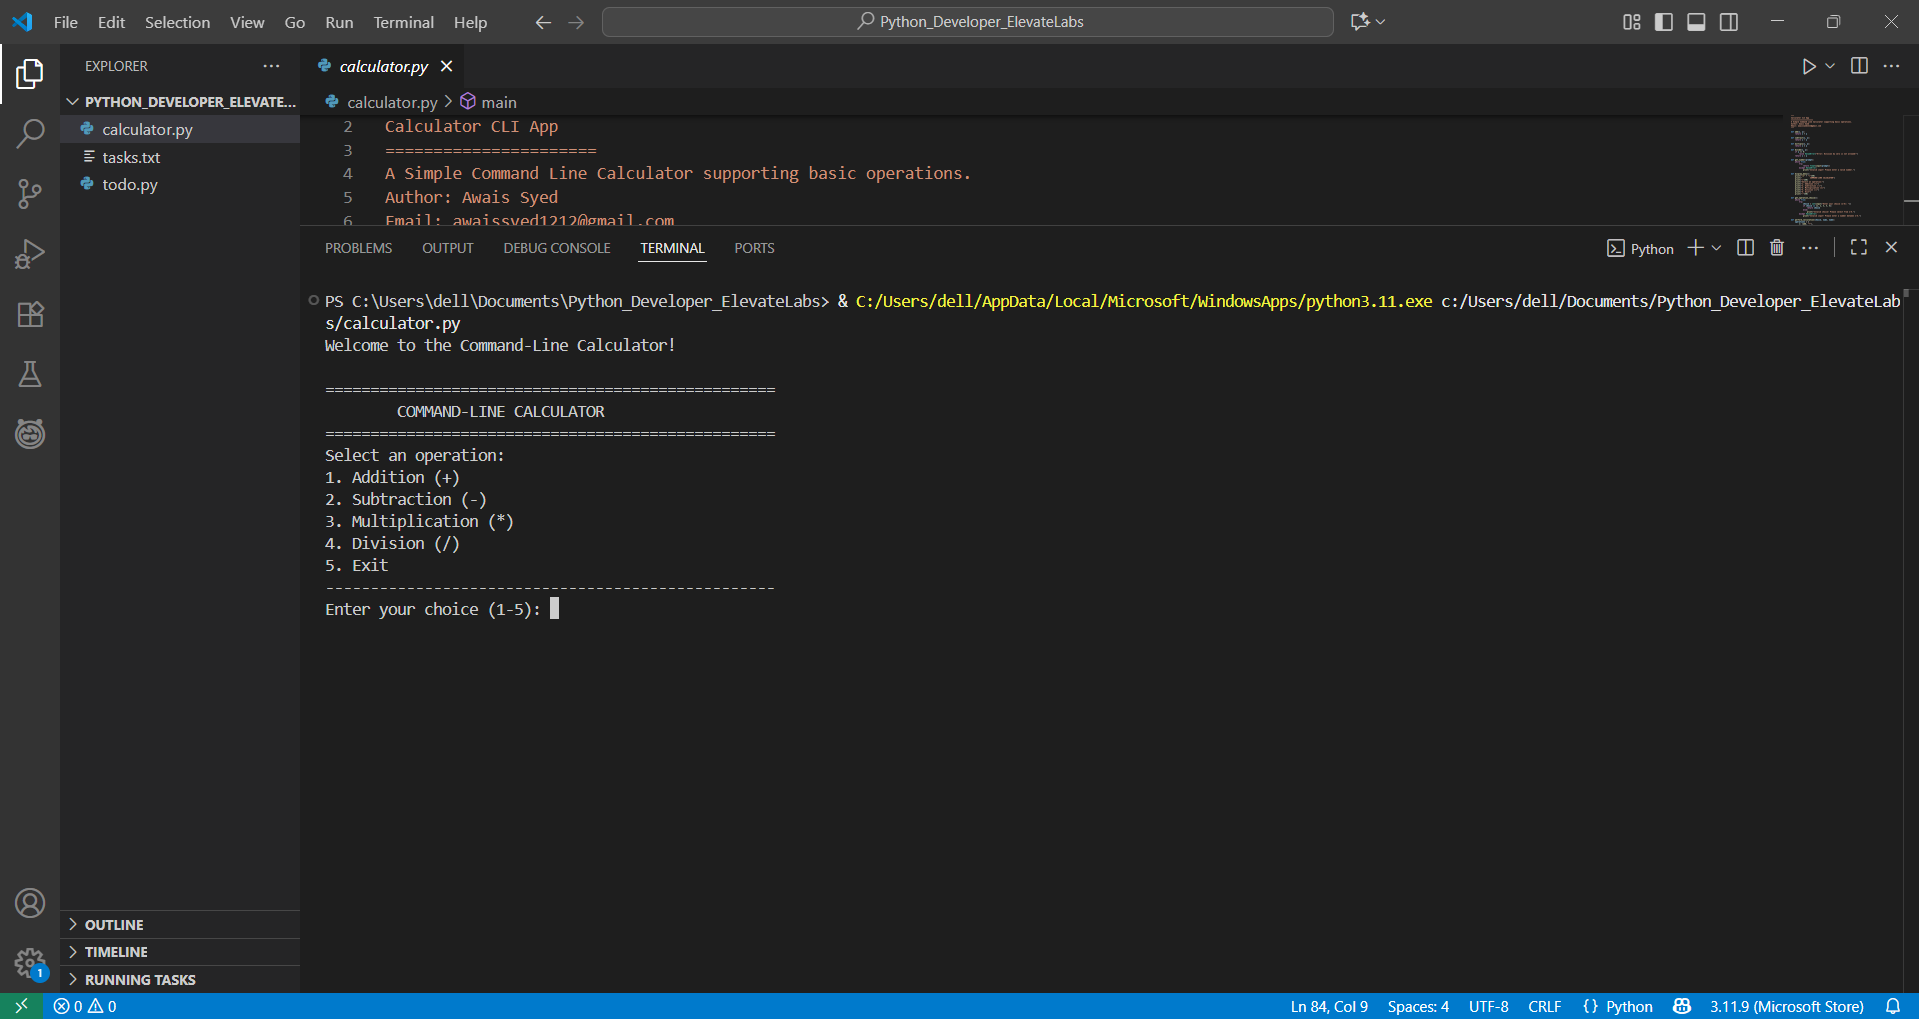 File Edit Selection View Go Run Terminal Help
Python_Developer_ElevateLabs
EXPLORER
PYTHON_DEVELOPER_ELEVATE...
calculator.py
tasks.txt
todo.py
OUTLINE
TIMELINE
RUNNING TASKS
calculator.py
calculator.py > main
2 Calculator CLI App
3 ======================
4 A Simple Command Line Calculator supporting basic operations.
5 Author: Awais Syed
6 Email: awaissyed1212@gmail.com
PROBLEMS OUTPUT DEBUG CONSOLE TERMINAL PORTS
Python
PS C:\Users\dell\Documents\Python_Developer_ElevateLabs> & C:/Users/dell/AppData/Local/Microsoft/WindowsApps/python3.11.exe c:/Users/dell/Documents/Python_Developer_ElevateLab
s/calculator.py
Welcome to the Command-Line Calculator!
==================================================
COMMAND-LINE CALCULATOR
==================================================
Select an operation:
1. Addition (+)
2. Subtraction (-)
3. Multiplication (*)
4. Division (/)
5. Exit
--------------------------------------------------
Enter your choice (1-5):
1
0 0
Ln 84, Col 9 Spaces: 4 UTF-8 CRLF {} Python 3.11.9 (Microsoft Store)